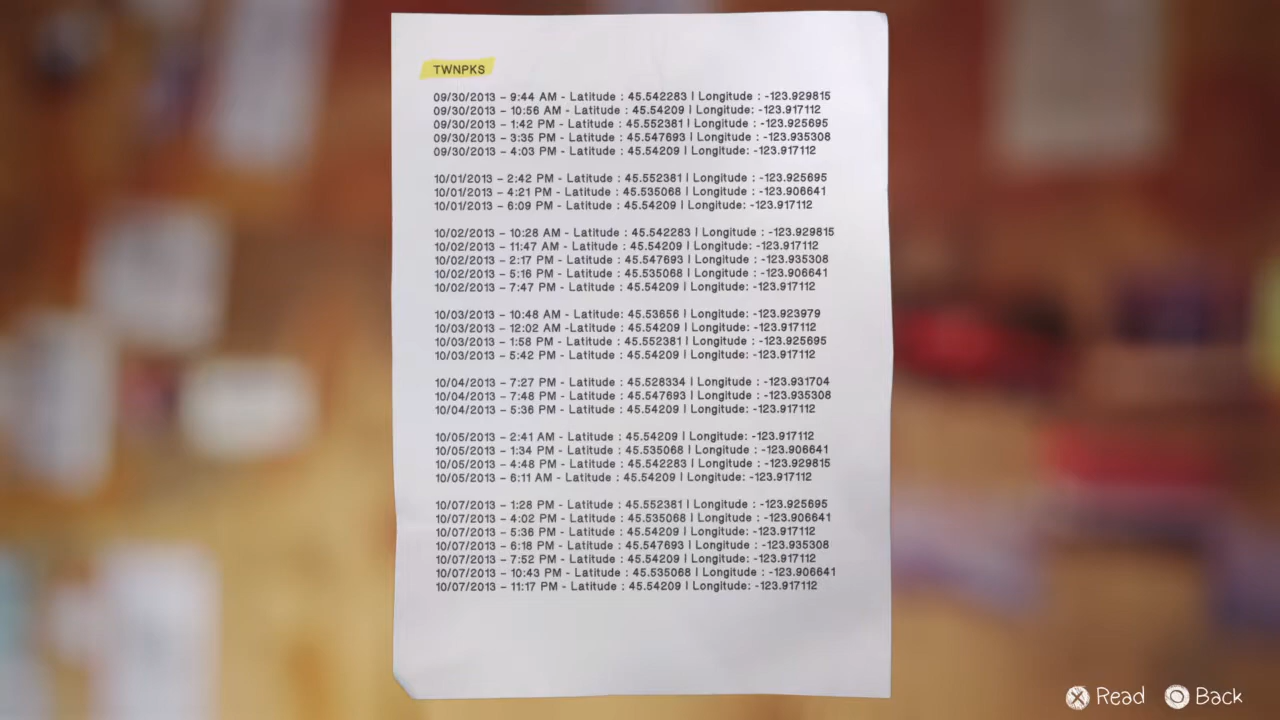 TWNPKS
09/30/2013 – 9:44 AM - Latitude : 45.542283 | Longitude : -123.929815
09/30/2013 – 10:56 AM - Latitude : 45.54209 | Longitude: -123.917112
09/30/2013 – 1:42 PM - Latitude : 45.552381 | Longitude : -123.925695
09/30/2013 – 3:35 PM - Latitude : 45.547693 | Longitude : -123.935308
09/30/2013 – 4:03 PM - Latitude : 45.54209 | Longitude: -123.917112
10/01/2013 – 2:42 PM - Latitude : 45.552381 | Longitude : -123.925695
10/01/2013 – 4:21 PM - Latitude : 45.535068 | Longitude : -123.906641
10/01/2013 – 6:09 PM - Latitude : 45.54209 | Longitude: -123.917112
10/02/2013 – 10:28 AM - Latitude : 45.542283 | Longitude : -123.929815
10/02/2013 – 11:47 AM - Latitude : 45.54209 | Longitude: -123.917112
10/02/2013 – 2:17 PM - Latitude : 45.547693 | Longitude : -123.935308
10/02/2013 – 5:16 PM - Latitude : 45.535068 | Longitude : -123.906641
10/02/2013 – 7:47 PM - Latitude : 45.54209 | Longitude: -123.917112
10/03/2013 – 10:48 AM - Latitude: 45.53656 | Longitude : -123.923979
10/03/2013 – 12:02 AM -Latitude : 45.54209 | Longitude: -123.917112
10/03/2013 – 1:58 PM - Latitude : 45.552381 | Longitude : -123.925695
10/03/2013 – 5:42 PM - Latitude : 45.54209 | Longitude: -123.917112
10/04/2013 – 7:27 PM - Latitude : 45.528334 | Longitude : -123.931704
10/04/2013 – 7:48 PM - Latitude : 45.547693 | Longitude : -123.935308
10/04/2013 – 5:36 PM - Latitude : 45.54209 | Longitude: -123.917112
10/05/2013 – 2:41 AM - Latitude : 45.54209 | Longitude: -123.917112
10/05/2013 – 1:34 PM - Latitude : 45.535068 | Longitude : -123.906641
10/05/2013 – 4:48 PM - Latitude : 45.542283 | Longitude : -123.929815
10/05/2013 – 6:11 AM - Latitude : 45.54209 | Longitude: -123.917112
10/07/2013 – 1:28 PM - Latitude : 45.552381 | Longitude : -123.925695
10/07/2013 – 4:02 PM - Latitude : 45.535068 | Longitude : -123.906641
10/07/2013 – 5:36 PM - Latitude : 45.54209 | Longitude: -123.917112
10/07/2013 – 6:18 PM - Latitude : 45.547693 | Longitude : -123.935308
10/07/2013 – 7:52 PM - Latitude : 45.54209 | Longitude: -123.917112
10/07/2013 – 10:43 PM - Latitude : 45.535068 | Longitude : -123.906641
10/07/2013 – 11:17 PM - Latitude : 45.54209 | Longitude: -123.917112
Read Back